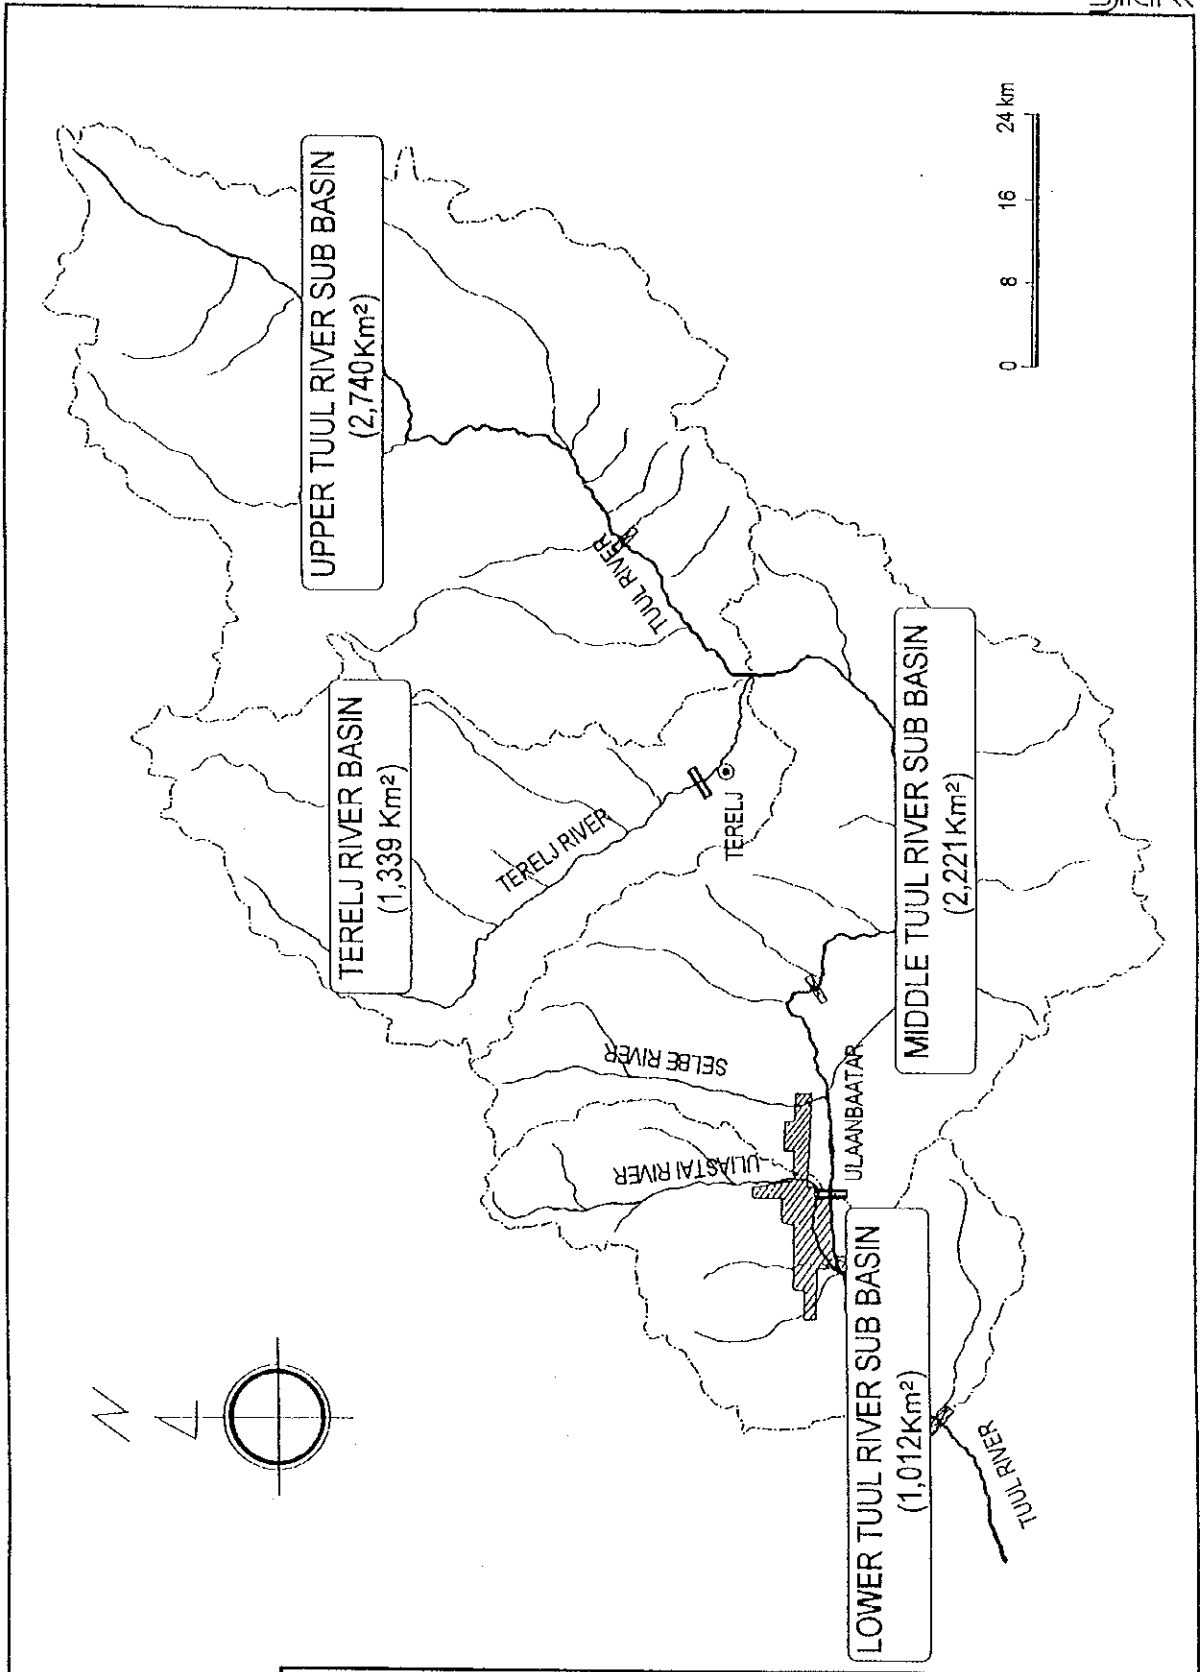 N
UPPER TUUL RIVER SUB BASIN
(2,740Km²)
TERELJ RIVER BASIN
(1,339 Km²)
TERELJ RIVER
TUUL RIVER
TERELJ
SELBE RIVER
ULIASTAI RIVER
ULAANBAATAR
MIDDLE TUUL RIVER SUB BASIN
(2,221Km²)
LOWER TUUL RIVER SUB BASIN
(1,012Km²)
TUUL RIVER
0 8 16 24 km